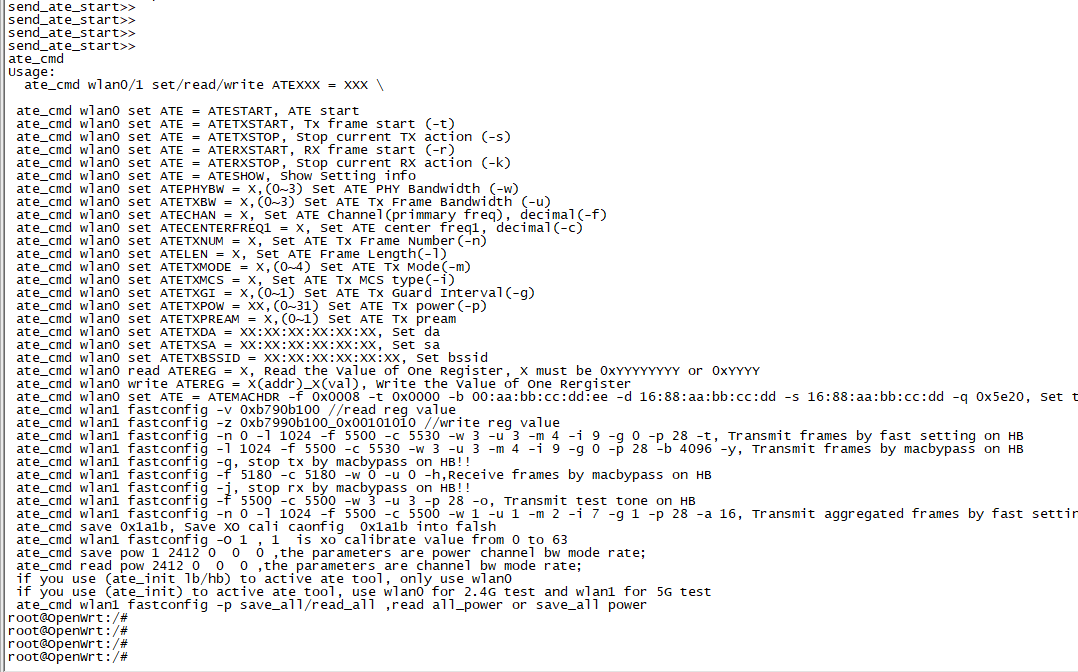 send_ate_start>>
send_ate_start>>
send_ate_start>>
send_ate_start>>
ate_cmd
Usage:
  ate_cmd wlan0/1 set/read/write ATEXXX = XXX \

 ate_cmd wlan0 set ATE = ATESTART, ATE start
 ate_cmd wlan0 set ATE = ATETXSTART, Tx frame start (-t)
 ate_cmd wlan0 set ATE = ATETXSTOP, Stop current TX action (-s)
 ate_cmd wlan0 set ATE = ATERXSTART, RX frame start (-r)
 ate_cmd wlan0 set ATE = ATERXSTOP, Stop current RX action (-k)
 ate_cmd wlan0 set ATE = ATESHOW, Show Setting info
 ate_cmd wlan0 set ATEPHYBW = X,(0~3) Set ATE PHY Bandwidth (-w)
 ate_cmd wlan0 set ATETXBW = X,(0~3) Set ATE Tx Frame Bandwidth (-u)
 ate_cmd wlan0 set ATECHAN = X, Set ATE Channel(primmary freq), decimal(-f)
 ate_cmd wlan0 set ATECENTERFREQ1 = X, Set ATE center freq1, decimal(-c)
 ate_cmd wlan0 set ATETXNUM = X, Set ATE Tx Frame Number(-n)
 ate_cmd wlan0 set ATELEN = X, Set ATE Frame Length(-l)
 ate_cmd wlan0 set ATETXMODE = X,(0~4) Set ATE Tx Mode(-m)
 ate_cmd wlan0 set ATETXMCS = X, Set ATE Tx MCS type(-i)
 ate_cmd wlan0 set ATETXGI = X,(0~1) Set ATE Tx Guard Interval(-g)
 ate_cmd wlan0 set ATETXPOW = XX,(0~31) Set ATE Tx power(-p)
 ate_cmd wlan0 set ATETXPREAM = X,(0~1) Set ATE Tx pream
 ate_cmd wlan0 set ATETXDA = XX:XX:XX:XX:XX:XX, Set da
 ate_cmd wlan0 set ATETXSA = XX:XX:XX:XX:XX:XX, Set sa
 ate_cmd wlan0 set ATETXBSSID = XX:XX:XX:XX:XX:XX, Set bssid
 ate_cmd wlan0 read ATEREG = X, Read the Value of One Register, X must be 0xYYYYYYYY or 0xYYYY
 ate_cmd wlan0 write ATEREG = X(addr)_X(val), Write the Value of One Rergister
 ate_cmd wlan0 set ATE = ATEMACHDR -f 0x0008 -t 0x0000 -b 00:aa:bb:cc:dd:ee -d 16:88:aa:bb:cc:dd -s 16:88:aa:bb:cc:dd -q 0x5e20, Set t
 ate_cmd wlan1 fastconfig -v 0xb790b100 //read reg value
 ate_cmd wlan1 fastconfig -z 0xb7990b100_0x00101010 //write reg value
 ate_cmd wlan1 fastconfig -n 0 -l 1024 -f 5500 -c 5530 -w 3 -u 3 -m 4 -i 9 -g 0 -p 28 -t, Transmit frames by fast setting on HB
 ate_cmd wlan1 fastconfig -l 1024 -f 5500 -c 5530 -w 3 -u 3 -m 4 -i 9 -g 0 -p 28 -b 4096 -y, Transmit frames by macbypass on HB
 ate_cmd wlan1 fastconfig -q, stop tx by macbypass on HB!!
 ate_cmd wlan1 fastconfig -f 5180 -c 5180 -w 0 -u 0 -h,Receive frames by macbypass on HB
 ate_cmd wlan1 fastconfig -j, stop rx by macbypass on HB!!
 ate_cmd wlan1 fastconfig -f 5500 -c 5500 -w 3 -u 3 -p 28 -o, Transmit test tone on HB
 ate_cmd wlan1 fastconfig -n 0 -l 1024 -f 5500 -c 5500 -w 1 -u 1 -m 2 -i 7 -g 1 -p 28 -a 16, Transmit aggregated frames by fast settin
 ate_cmd save 0x1a1b, Save XO cali caonfig  0x1a1b into falsh
 ate_cmd wlan1 fastconfig -O 1 , 1  is xo calibrate value from 0 to 63
 ate_cmd save pow 1 2412 0  0  0 ,the parameters are power channel bw mode rate;
 ate_cmd read pow 2412 0  0  0 ,the parameters are channel bw mode rate;
 if you use (ate_init lb/hb) to active ate tool, only use wlan0
 if you use (ate_init) to active ate tool, use wlan0 for 2.4G test and wlan1 for 5G test
 ate_cmd wlan1 fastconfig -p save_all/read_all ,read all_power or save_all power
root@OpenWrt:/#
root@OpenWrt:/#
root@OpenWrt:/#
root@OpenWrt:/#